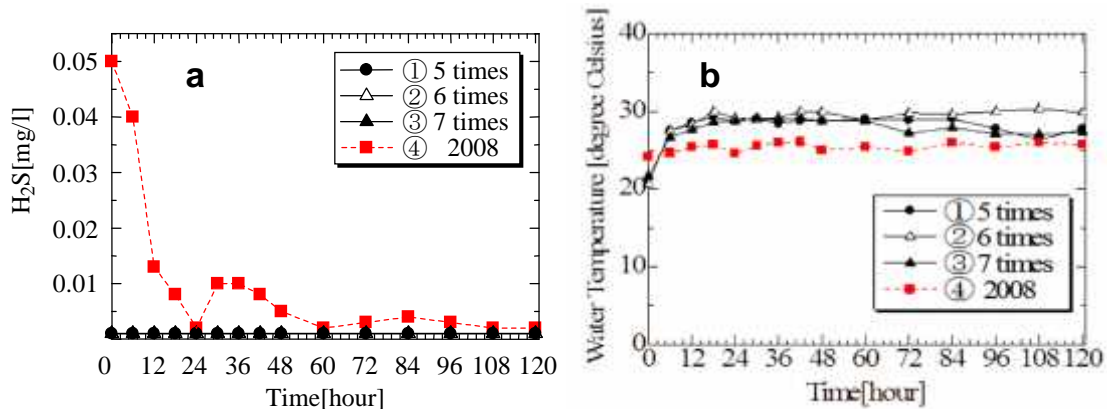 a
① 5 times
② 6 times
③ 7 times
④ 2008
H₂S[mg/l]
0.05
0.04
0.03
0.02
0.01
0 12 24 36 48 60 72 84 96 108 120
Time[hour]
b
Water Temperature [degree Celsius]
40
30
20
10
0
① 5 times
② 6 times
③ 7 times
④ 2008
0 12 24 36 48 60 72 84 96 108 120
Time[hour]